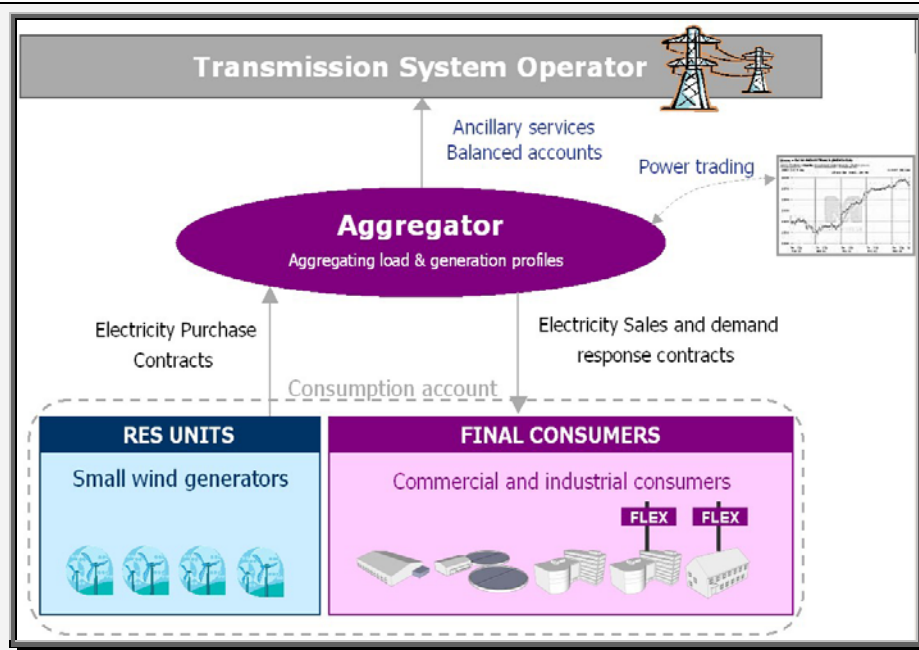 Transmission System Operator
Ancillary services
Balanced accounts
Power trading
Aggregator
Aggregating load & generation profiles
Electricity Purchase
Contracts
Electricity Sales and demand
response contracts
Consumption account
RES UNITS
FINAL CONSUMERS
Small wind generators
Commercial and industrial consumers
FLEX
FLEX